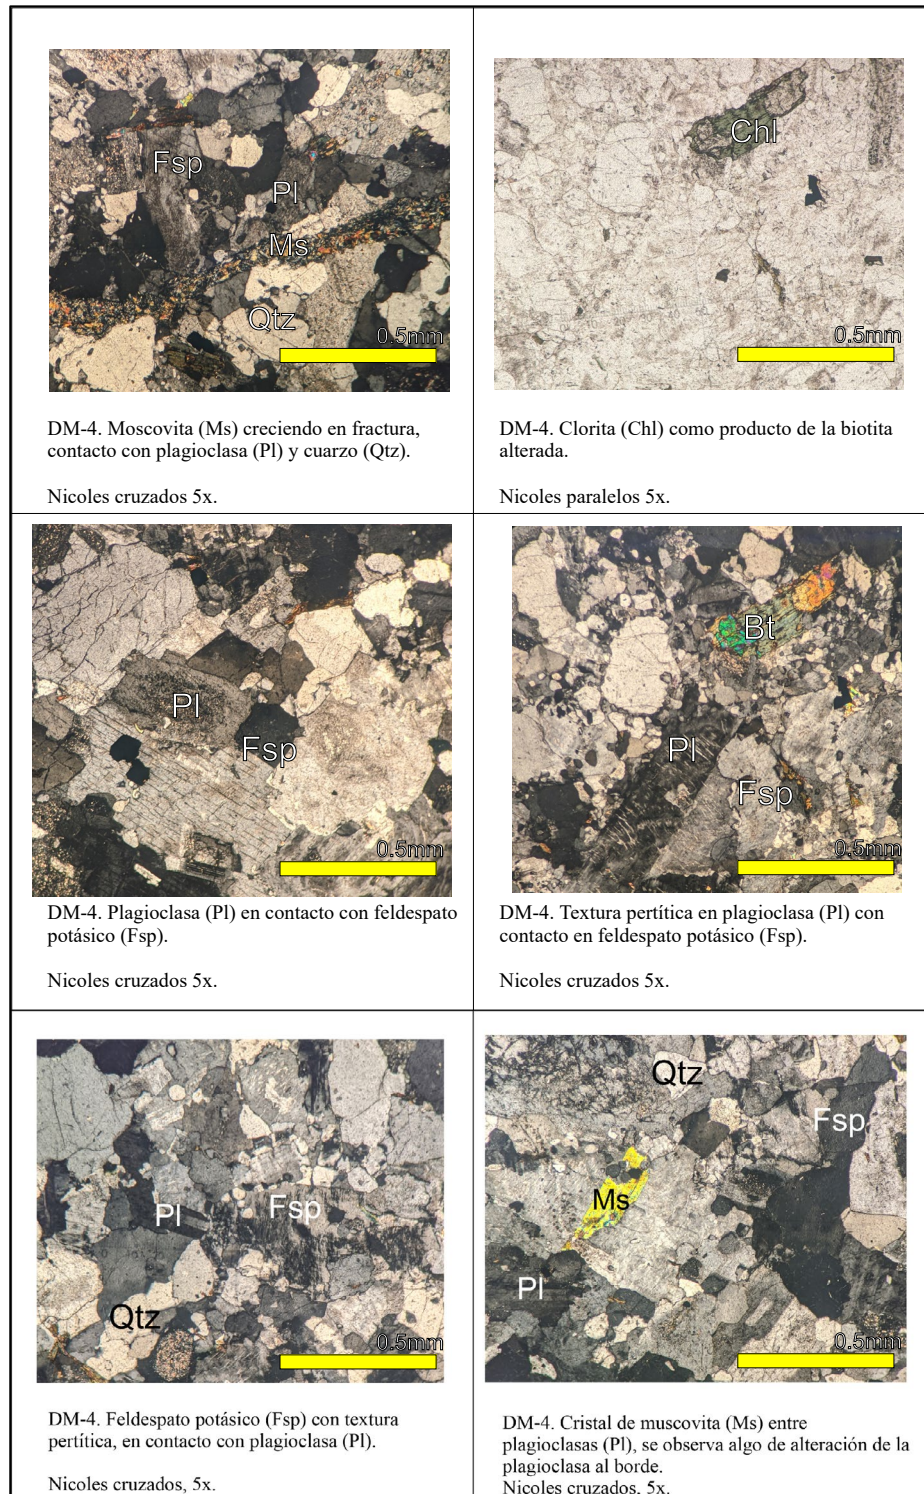 Fsp
Pl
Ms
Qtz
0.5mm
DM-4. Moscovita (Ms) creciendo en fractura,
contacto con plagioclasa (Pl) y cuarzo (Qtz).
Nicoles cruzados 5x.
Chl
0.5mm
DM-4. Clorita (Chl) como producto de la biotita
alterada.
Nicoles paralelos 5x.
Pl
Fsp
0.5mm
DM-4. Plagioclasa (Pl) en contacto con feldespato
potásico (Fsp).
Nicoles cruzados 5x.
Bt
Pl
Fsp
0.5mm
DM-4. Textura pertítica en plagioclasa (Pl) con
contacto en feldespato potásico (Fsp).
Nicoles cruzados 5x.
Pl
Fsp
Qtz
0.5mm
DM-4. Feldespato potásico (Fsp) con textura
pertítica, en contacto con plagioclasa (Pl).
Nicoles cruzados, 5x.
Qtz
Fsp
Ms
Pl
0.5mm
DM-4. Cristal de muscovita (Ms) entre
plagioclasas (Pl), se observa algo de alteración de la
plagioclasa al borde.
Nicoles cruzados, 5x.